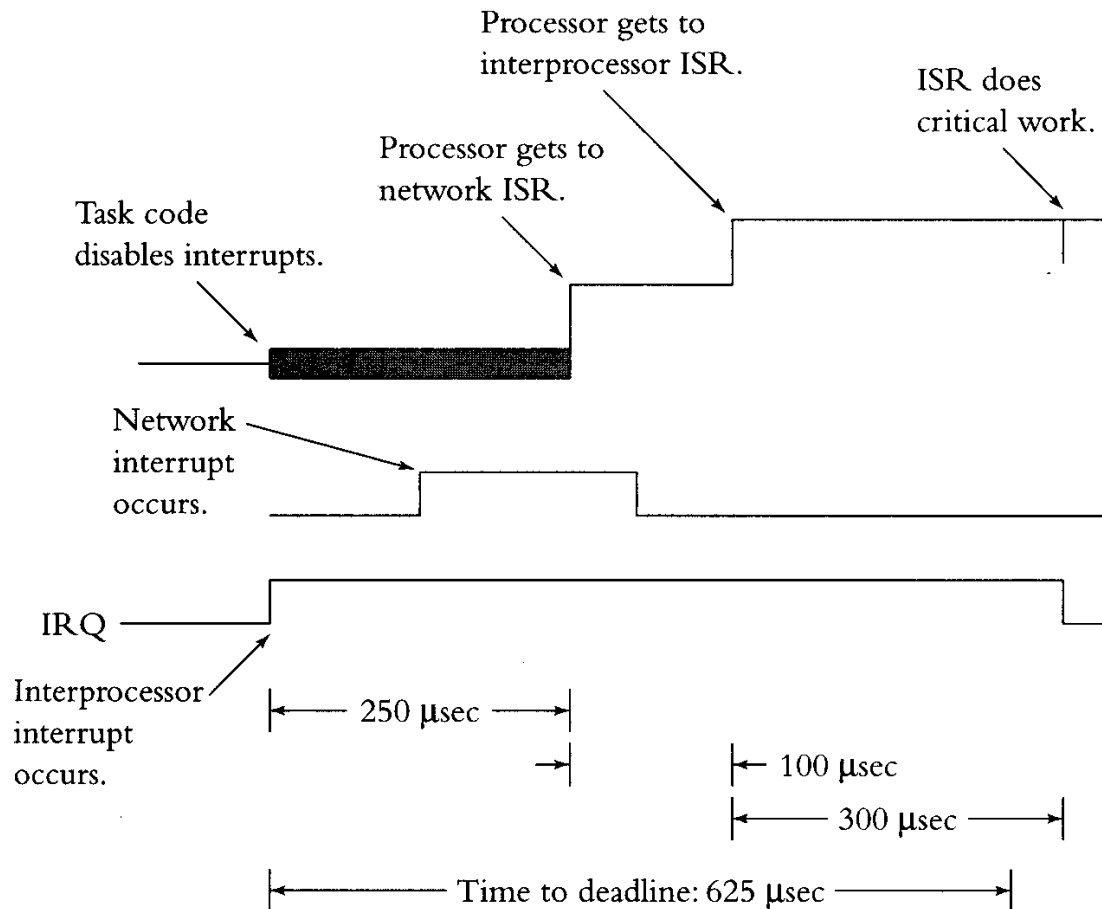 Processor gets to
interprocessor ISR.
ISR does
critical work.
Processor gets to
network ISR.
Task code
disables interrupts.
Network
interrupt
occurs.
IRQ
Interprocessor
interrupt
occurs.
250 μsec
100 μsec
300 μsec
Time to deadline: 625 μsec